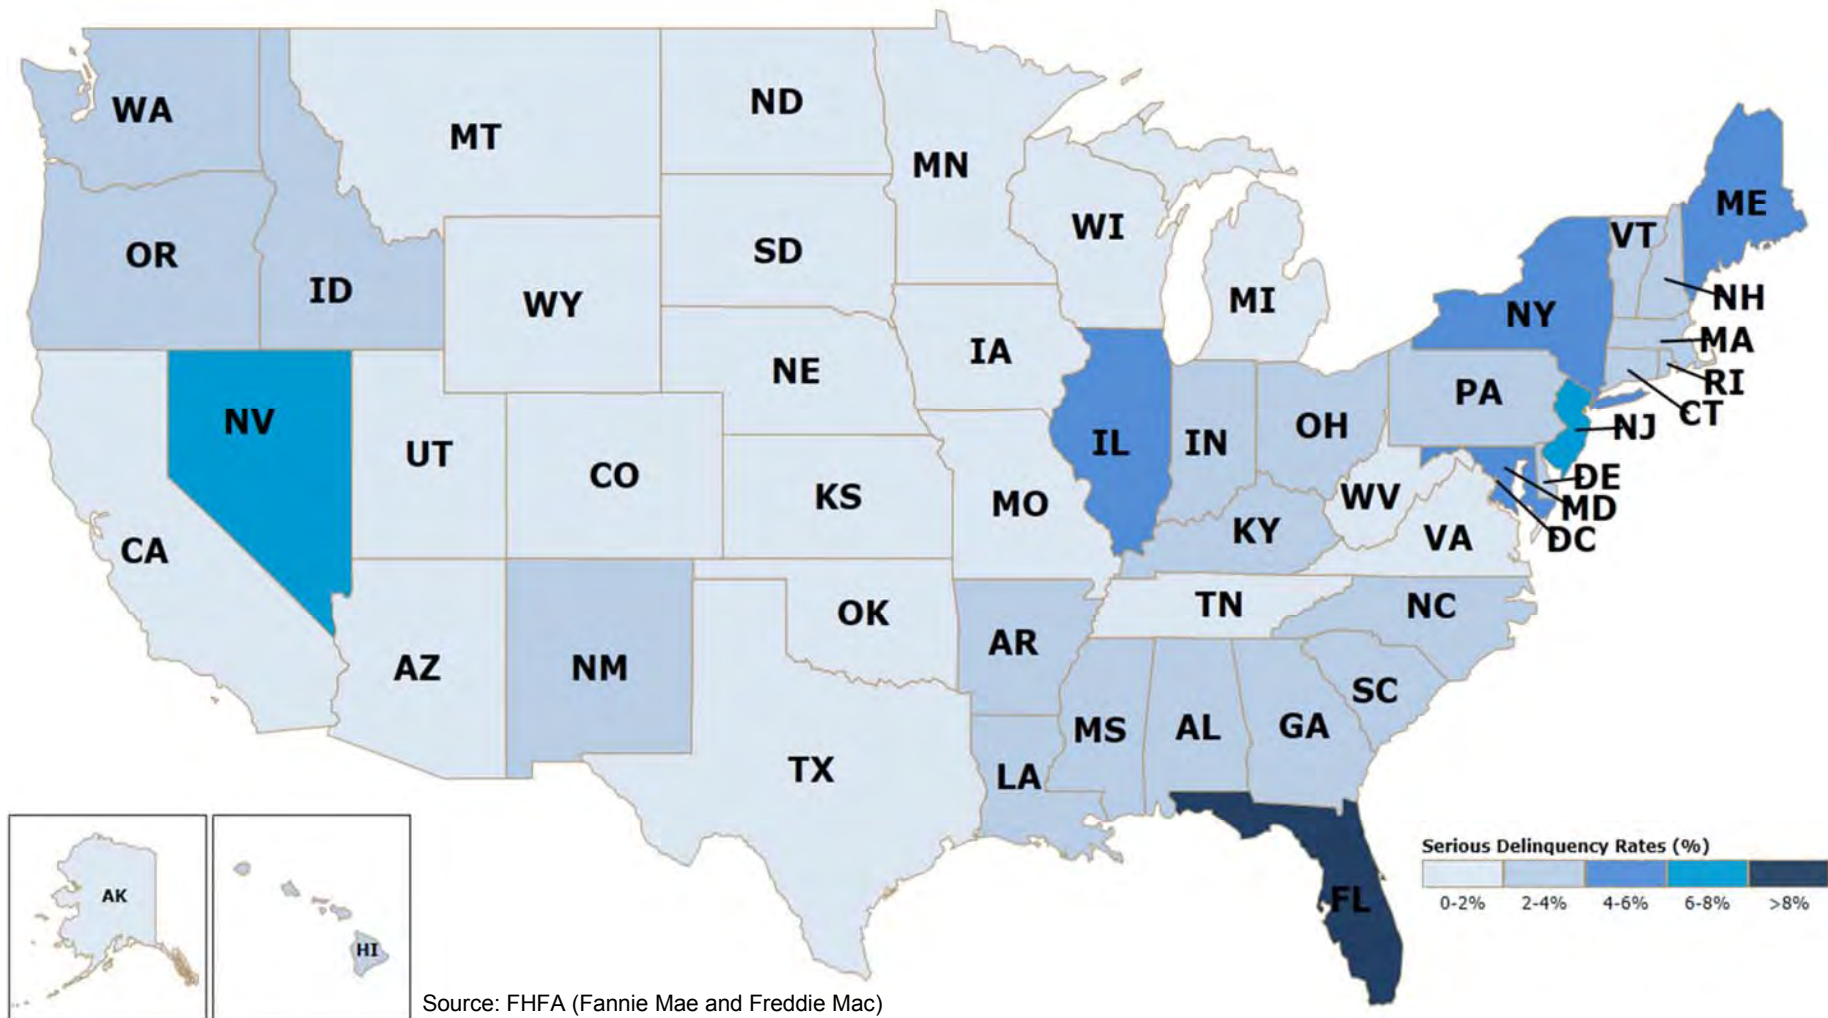 WA
MT
ND
MN
OR
ID
WY
SD
WI
MI
ME
VT
NH
NY
MA
RI
CT
NJ
NV
UT
CO
NE
IA
IL
IN
OH
PA
DE
MD
DC
CA
KS
MO
KY
WV
VA
AZ
NM
OK
AR
TN
NC
SC
TX
LA
MS
AL
GA
FL
AK
HI
Serious Delinquency Rates (%)
0-2% 2-4% 4-6% 6-8% >8%
Source: FHFA (Fannie Mae and Freddie Mac)